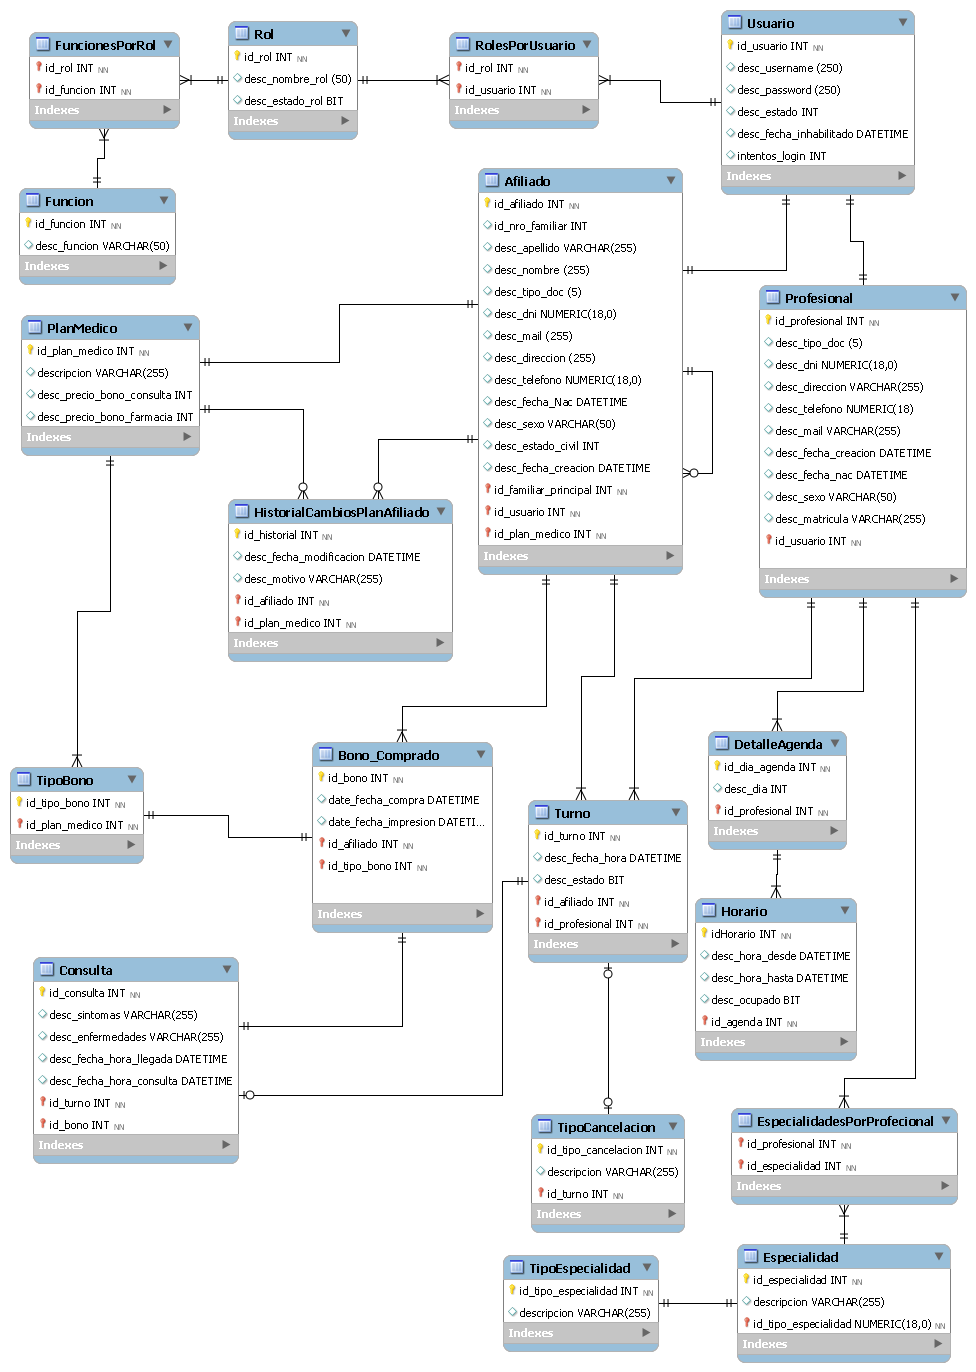 FuncionesPorRol
id_rol INT NN
id_funcion INT NN
Indexes
Rol
id_rol INT NN
desc_nombre_rol (50)
desc_estado_rol BIT
Indexes
RolesPorUsuario
id_rol INT NN
id_usuario INT NN
Indexes
Usuario
id_usuario INT NN
desc_username (250)
desc_password (250)
desc_estado INT
desc_fecha_inhabilitado DATETIME
intentos_login INT
Indexes
Funcion
id_funcion INT NN
desc_funcion VARCHAR(50)
Indexes
Afiliado
id_afiliado INT NN
id_nro_familiar INT
desc_apellido VARCHAR(255)
desc_nombre (255)
desc_tipo_doc (5)
desc_dni NUMERIC(18,0)
desc_mail (255)
desc_direccion (255)
desc_telefono NUMERIC(18,0)
desc_fecha_Nac DATETIME
desc_sexo VARCHAR(50)
desc_estado_civil INT
desc_fecha_creacion DATETIME
id_familiar_principal INT NN
id_usuario INT NN
id_plan_medico INT NN
Indexes
Profesional
id_profesional INT NN
desc_tipo_doc (5)
desc_dni NUMERIC(18,0)
desc_direccion VARCHAR(255)
desc_telefono NUMERIC(18)
desc_mail VARCHAR(255)
desc_fecha_creacion DATETIME
desc_fecha_nac DATETIME
desc_sexo VARCHAR(50)
desc_matricula VARCHAR(255)
id_usuario INT NN
Indexes
PlanMedico
id_plan_medico INT NN
descripcion VARCHAR(255)
desc_precio_bono_consulta INT
desc_precio_bono_farmacia INT
Indexes
HistorialCambiosPlanAfiliado
id_historial INT NN
desc_fecha_modificacion DATETIME
desc_motivo VARCHAR(255)
id_afiliado INT NN
id_plan_medico INT NN
Indexes
TipoBono
id_tipo_bono INT NN
id_plan_medico INT NN
Indexes
Bono_Comprado
id_bono INT NN
date_fecha_compra DATETIME
date_fecha_impresion DATETI...
id_afiliado INT NN
id_tipo_bono INT NN
Indexes
Turno
id_turno INT NN
desc_fecha_hora DATETIME
desc_estado BIT
id_afiliado INT NN
id_profesional INT NN
Indexes
DetalleAgenda
id_dia_agenda INT NN
desc_dia INT
id_profesional INT NN
Indexes
Horario
idHorario INT NN
desc_hora_desde DATETIME
desc_hora_hasta DATETIME
desc_ocupado BIT
id_agenda INT NN
Indexes
Consulta
id_consulta INT NN
desc_sintomas VARCHAR(255)
desc_enfermedades VARCHAR(255)
desc_fecha_hora_llegada DATETIME
desc_fecha_hora_consulta DATETIME
id_turno INT NN
id_bono INT NN
Indexes
TipoCancelacion
id_tipo_cancelacion INT NN
descripcion VARCHAR(255)
id_turno INT NN
Indexes
EspecialidadesPorProfecional
id_profesional INT NN
id_especialidad INT NN
Indexes
TipoEspecialidad
id_tipo_especialidad INT NN
descripcion VARCHAR(255)
Indexes
Especialidad
id_especialidad INT NN
descripcion VARCHAR(255)
id_tipo_especialidad NUMERIC(18,0) NN
Indexes